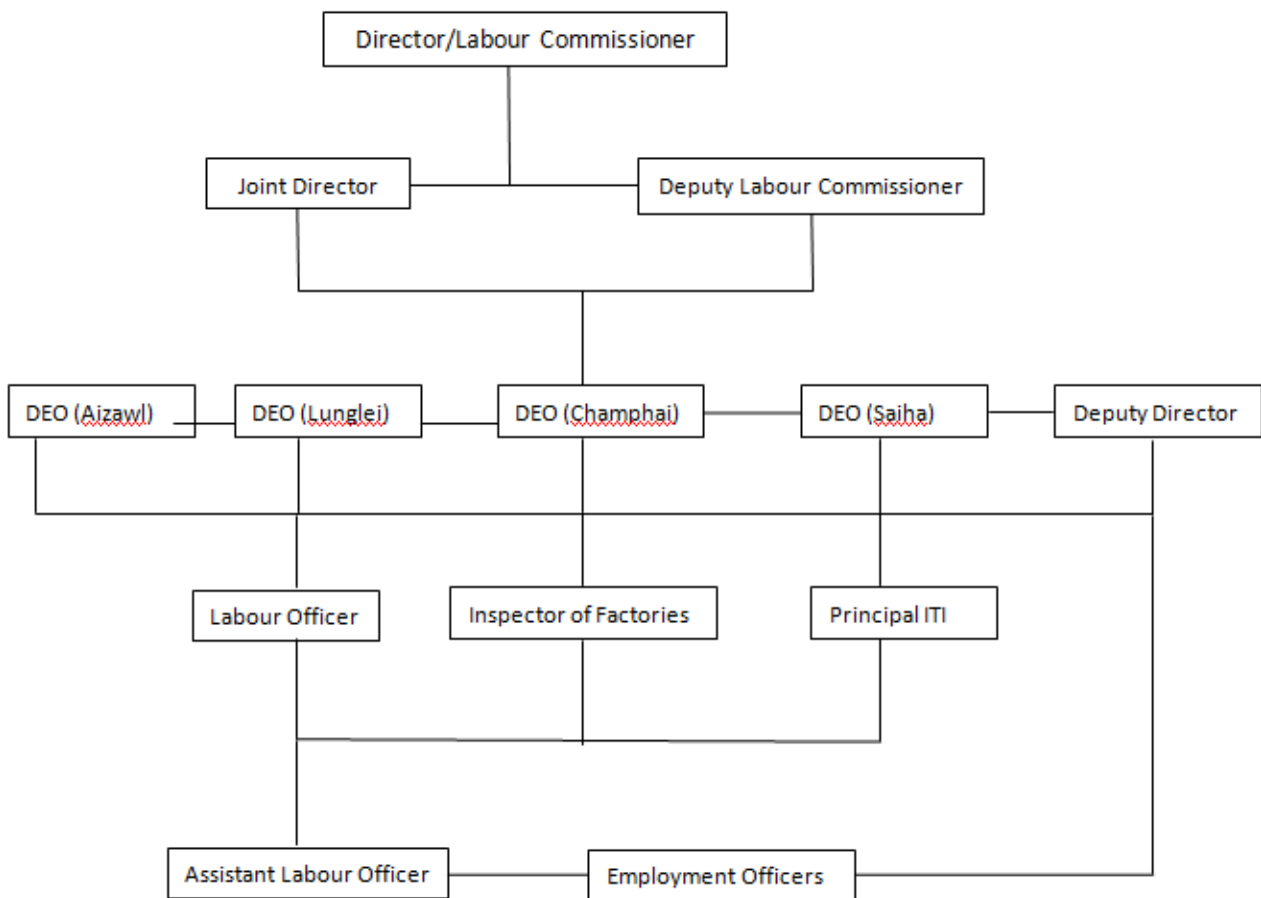 Director/Labour Commissioner
Joint Director
Deputy Labour Commissioner
DEO (Aizawl)
DEO (Lunglei)
DEO (Champhai)
DEO (Saiha)
Deputy Director
Labour Officer
Inspector of Factories
Principal ITI
Assistant Labour Officer
Employment Officers